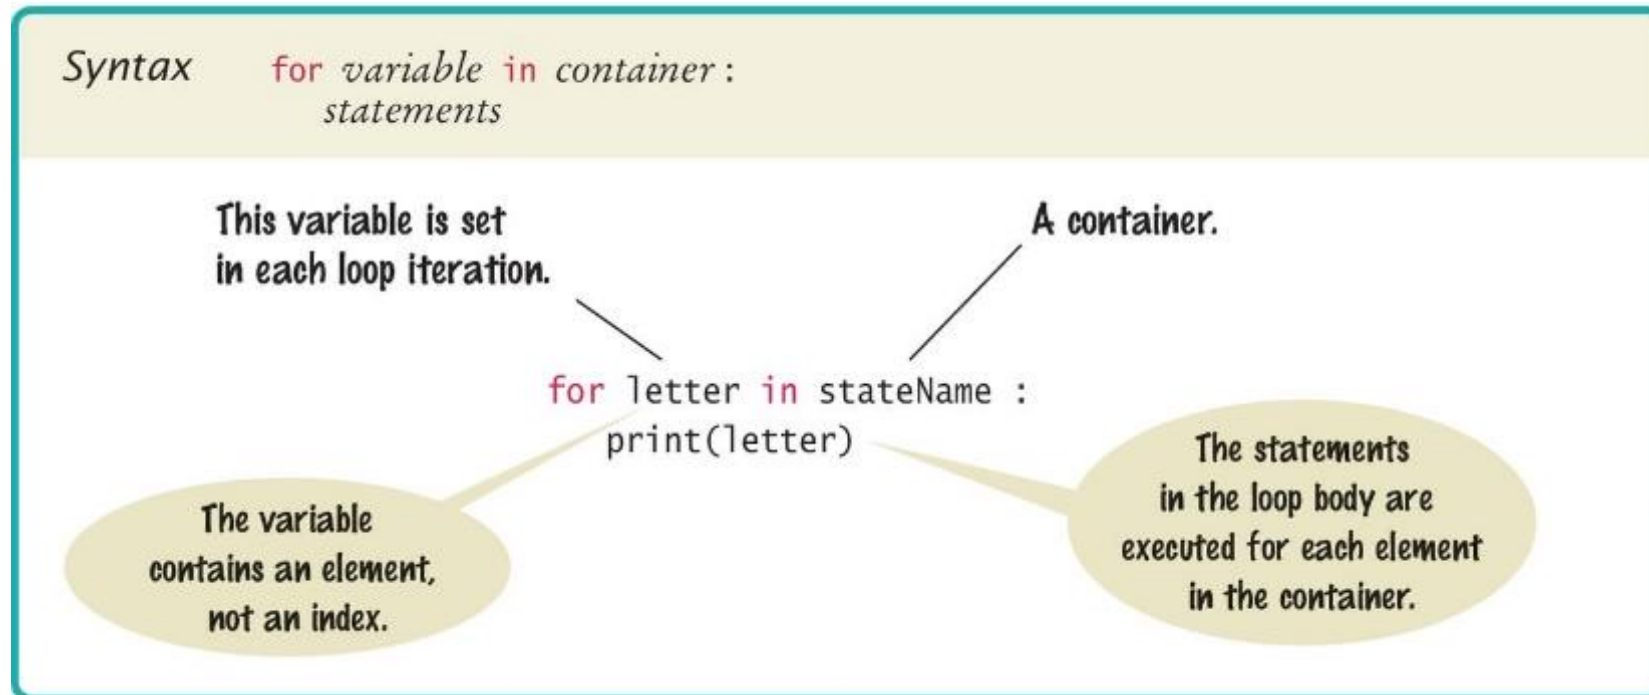 Syntax for variable in container :
statements
This variable is set
in each loop iteration.
A container.
for letter in stateName :
print(letter)
The variable
contains an element,
not an index.
The statements
in the loop body are
executed for each element
in the container.